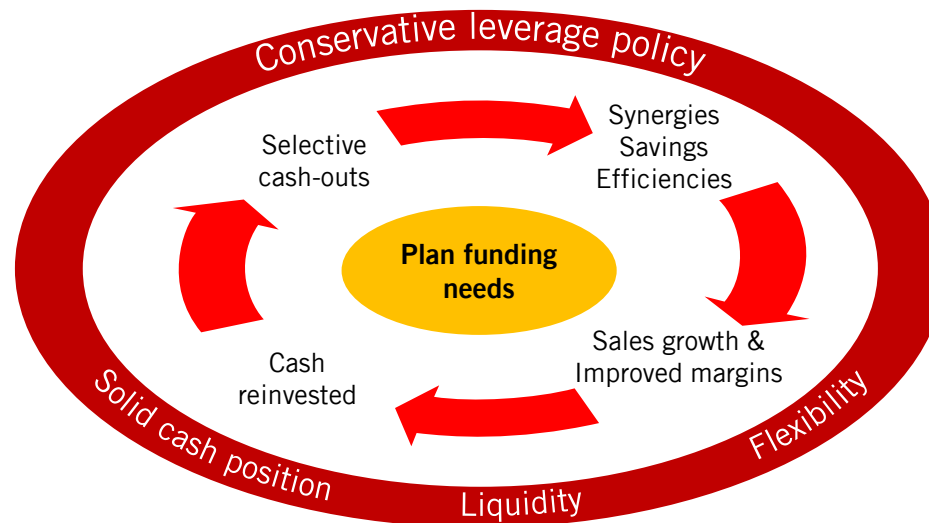 Conservative leverage policy
Selective
cash-outs
Synergies
Savings
Efficiencies
Plan funding
needs
Sales growth &
Improved margins
Cash
reinvested
Solid cash position
Liquidity
Flexibility